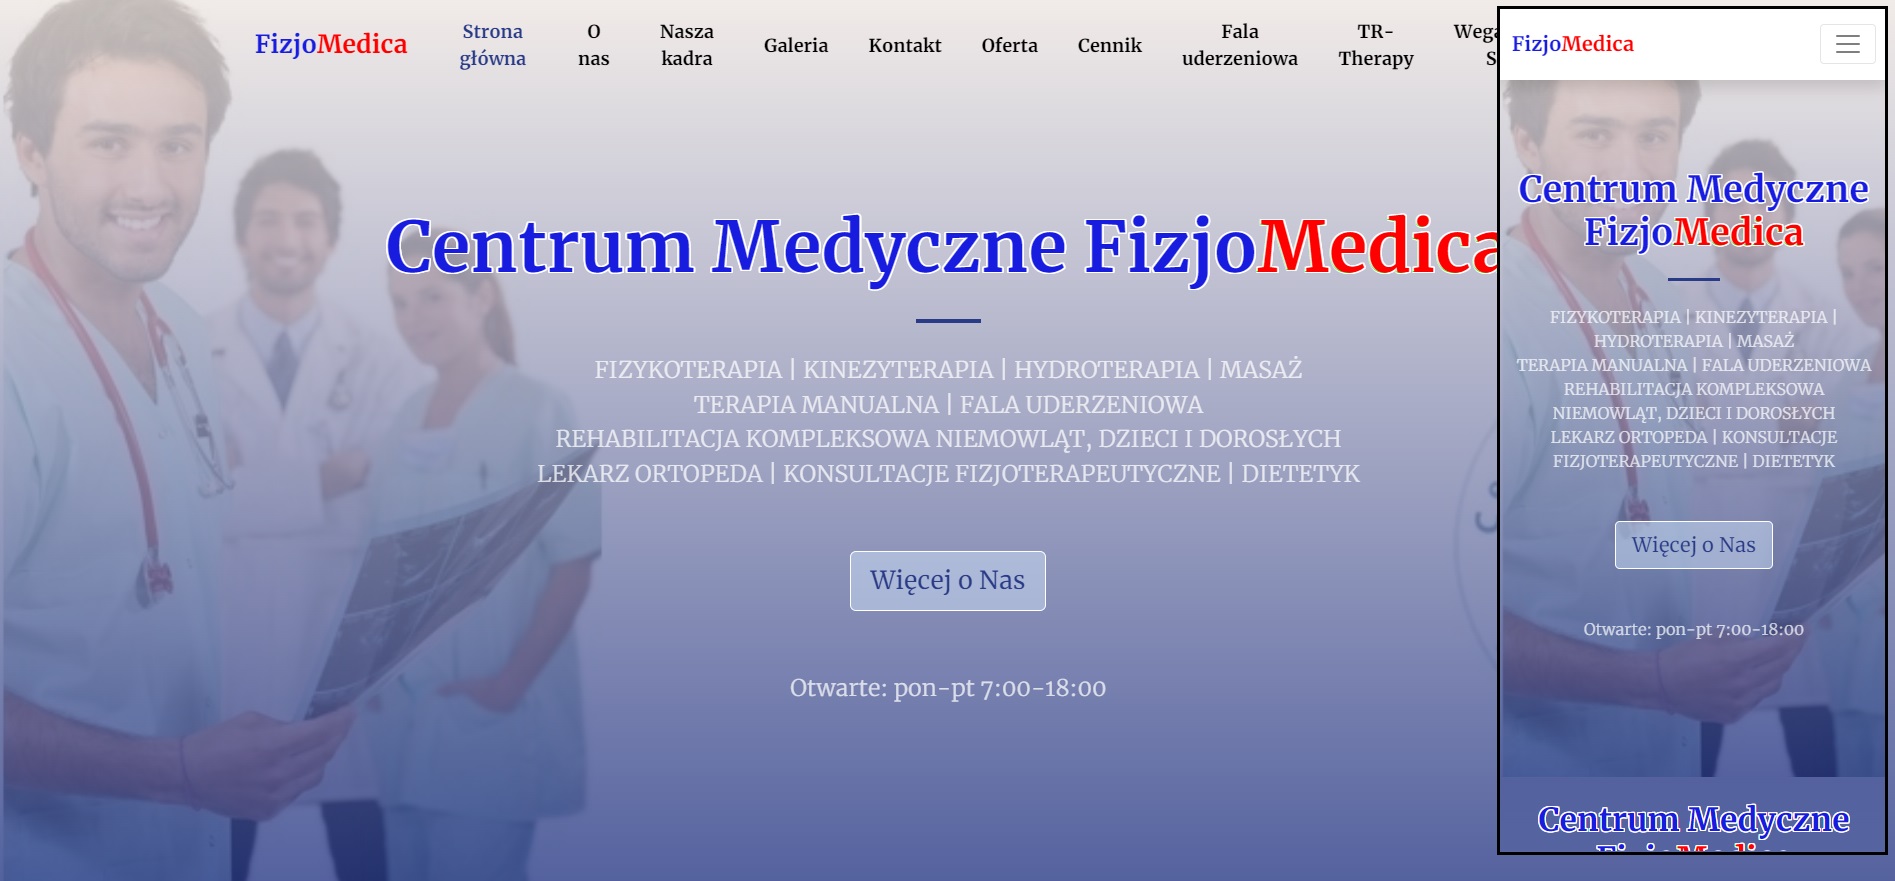 FizjoMedica
Strona główna
O nas
Nasza kadra
Galeria
Kontakt
Oferta
Cennik
Fala uderzeniowa
TR-Therapy
Centrum Medyczne FizjoMedica
FIZYKOTERAPIA | KINEZYTERAPIA | HYDROTERAPIA | MASAŻ
TERAPIA MANUALNA | FALA UDERZENIOWA
REHABILITACJA KOMPLEKSOWA NIEMOWLĄT, DZIECI I DOROSŁYCH
LEKARZ ORTOPEDA | KONSULTACJE FIZJOTERAPEUTYCZNE | DIETETYK
Więcej o Nas
Otwarte: pon-pt 7:00-18:00
FizjoMedica
Centrum Medyczne
FizjoMedica
FIZYKOTERAPIA | KINEZYTERAPIA |
HYDROTERAPIA | MASAŻ
TERAPIA MANUALNA | FALA UDERZENIOWA
REHABILITACJA KOMPLEKSOWA
NIEMOWLĄT, DZIECI I DOROSŁYCH
LEKARZ ORTOPEDA | KONSULTACJE
FIZJOTERAPEUTYCZNE | DIETETYK
Więcej o Nas
Otwarte: pon-pt 7:00-18:00
Centrum Medyczne
FizjoMedica